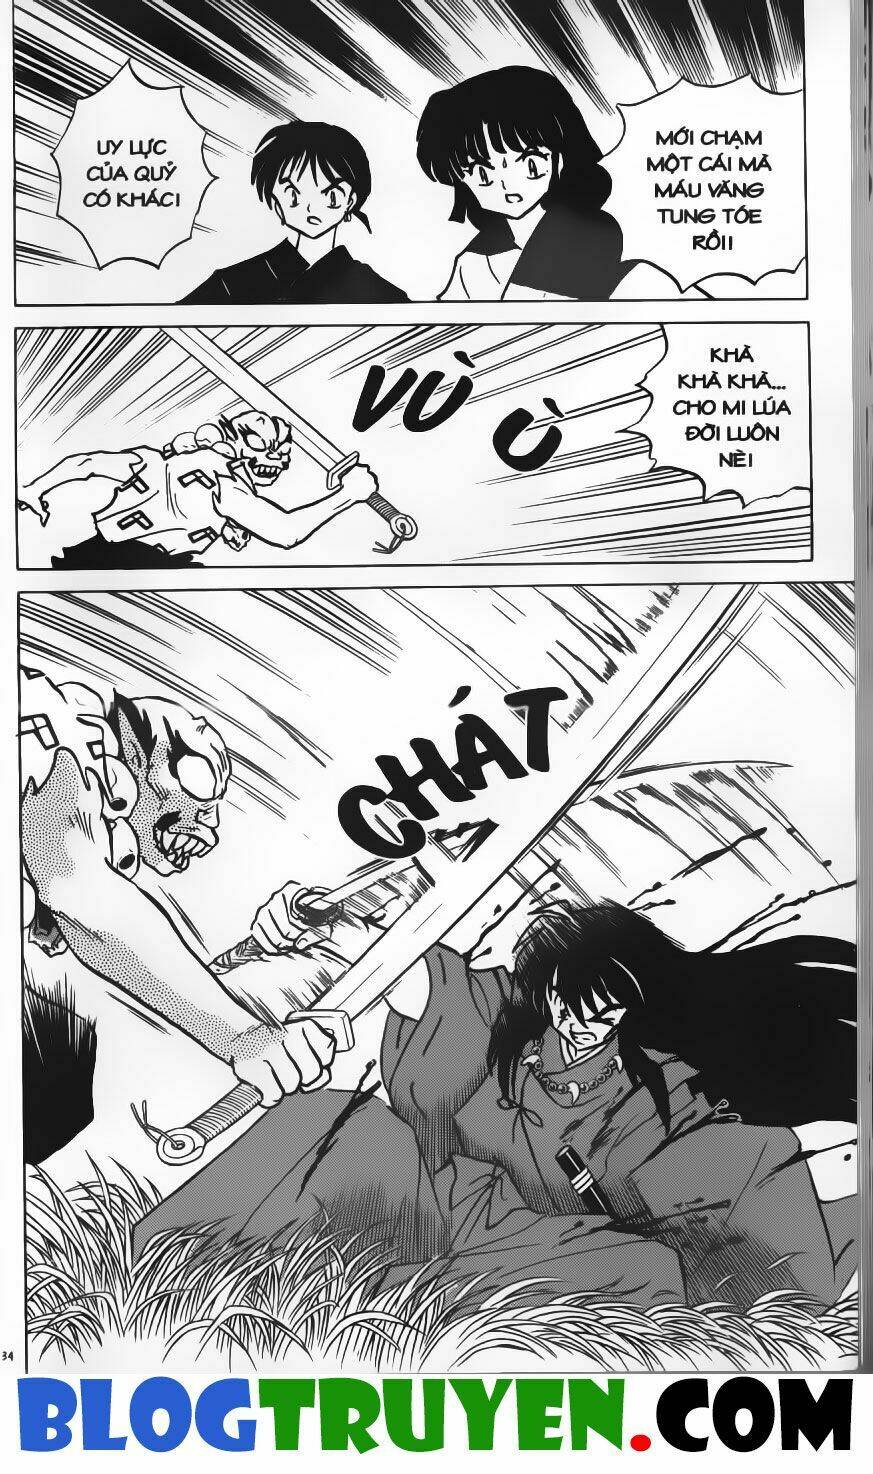 UY LỰC
CỦA QUỶ
CÓ KHÁC!
MỚI CHẠM
MỘT CÁI MÀ
MÁU VĂNG
TUNG TÓE
RỒI!
VÙ Ù
KHÀ
KHÀ KHÀ...
CHO MI LÚA
ĐỜI LUÔN
NÈ!
CHÁT
34
BLOGTRUYEN.COM